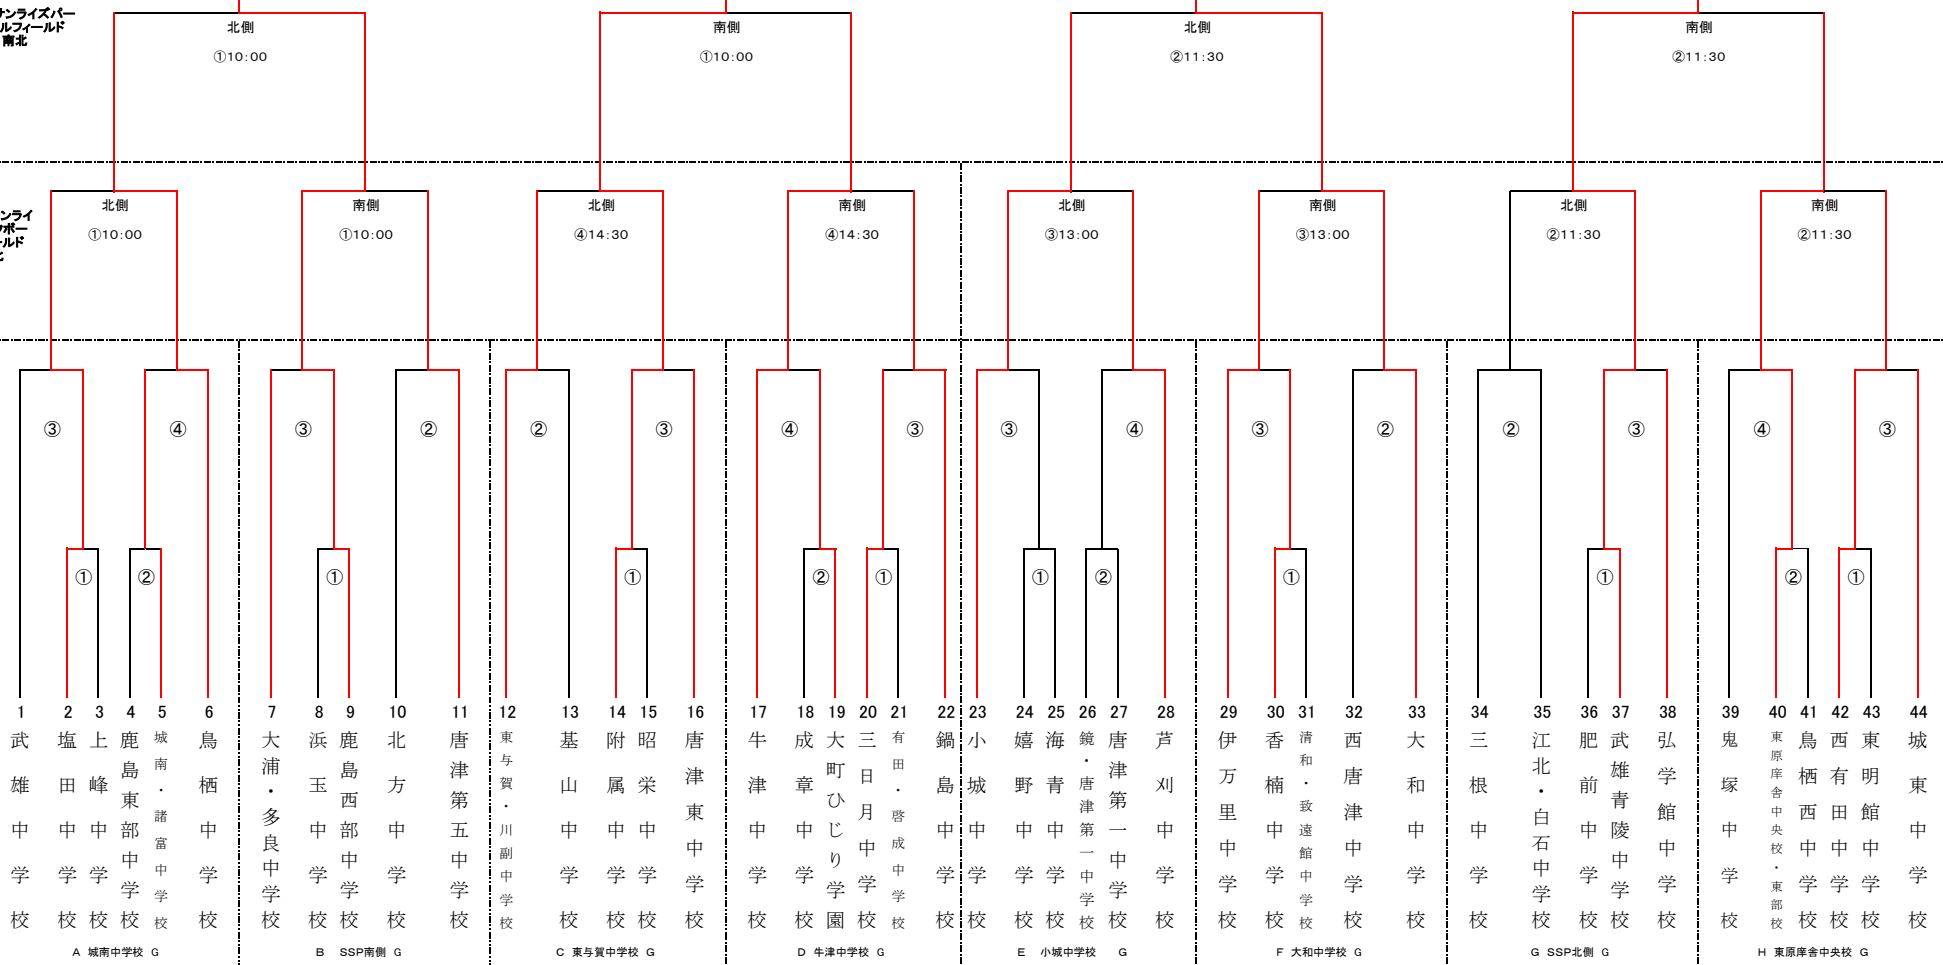 サンライズパー
ルフィールド
南北
北側
①10:00
南側
①10:00
北側
②11:30
南側
②11:30
北側
①10:00
南側
①10:00
北側
④14:30
南側
④14:30
北側
③13:00
南側
③13:00
北側
②11:30
南側
②11:30
③
④
③
②
②
③
④
③
③
④
③
②
②
③
④
③
①
②
①
①
②
①
①
②
①
①
②
①
1 武雄中学校
2 塩田中学校
3 上峰中学校
4 鹿島東部中学校
5 城南・諸富中学校
6 鳥栖中学校
7 大浦・多良中学校
8 浜玉中学校
9 鹿島西部中学校
10 北方中学校
11 唐津第五中学校
12 東与賀・川副中学校
13 基山中学校
14 附属中学校
15 昭栄中学校
16 唐津東中学校
17 牛津中学校
18 成章中学校
19 大町ひじり学園
20 三日月中学校
21 有田・啓成中学校
22 鍋島中学校
23 小城中学校
24 嬉野中学校
25 海青中学校
26 鏡・唐津第一中学校
27 唐津第一中学校
28 芦刈中学校
29 伊万里中学校
30 香楠中学校
31 清和・致遠館中学校
32 西唐津中学校
33 大和中学校
34 三根中学校
35 江北・白石中学校
36 肥前中学校
37 武雄青陵中学校
38 弘学館中学校
39 鬼塚中学校
40 東原庠舎中央校・東部校
41 鳥栖西中学校
42 西有田中学校
43 東明館中学校
44 城東中学校
A 城南中学校 G
B SSP南側 G
C 東与賀中学校 G
D 牛津中学校 G
E 小城中学校 G
F 大和中学校 G
G SSP北側 G
H 東原庠舎中央校 G